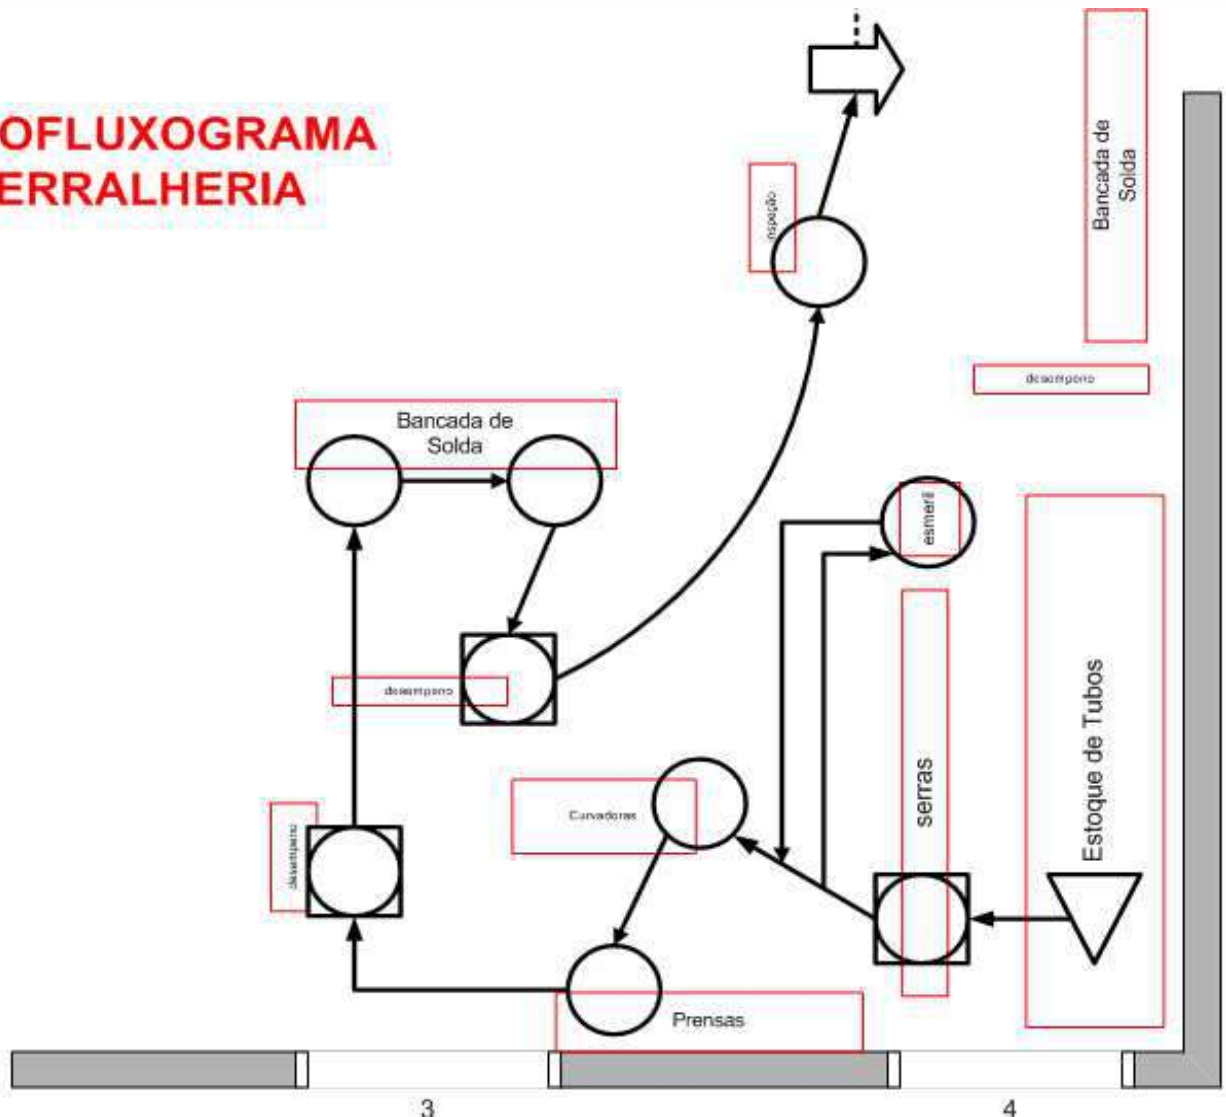 OFLUXOGRAMA
ERRALHERIA
Bancada de
Solda
nspeção
desempeno
Bancada de
Solda
esmeril
desempeno
serras
Estoque de Tubos
Curvadoras
desempeno
Prensas
3
4